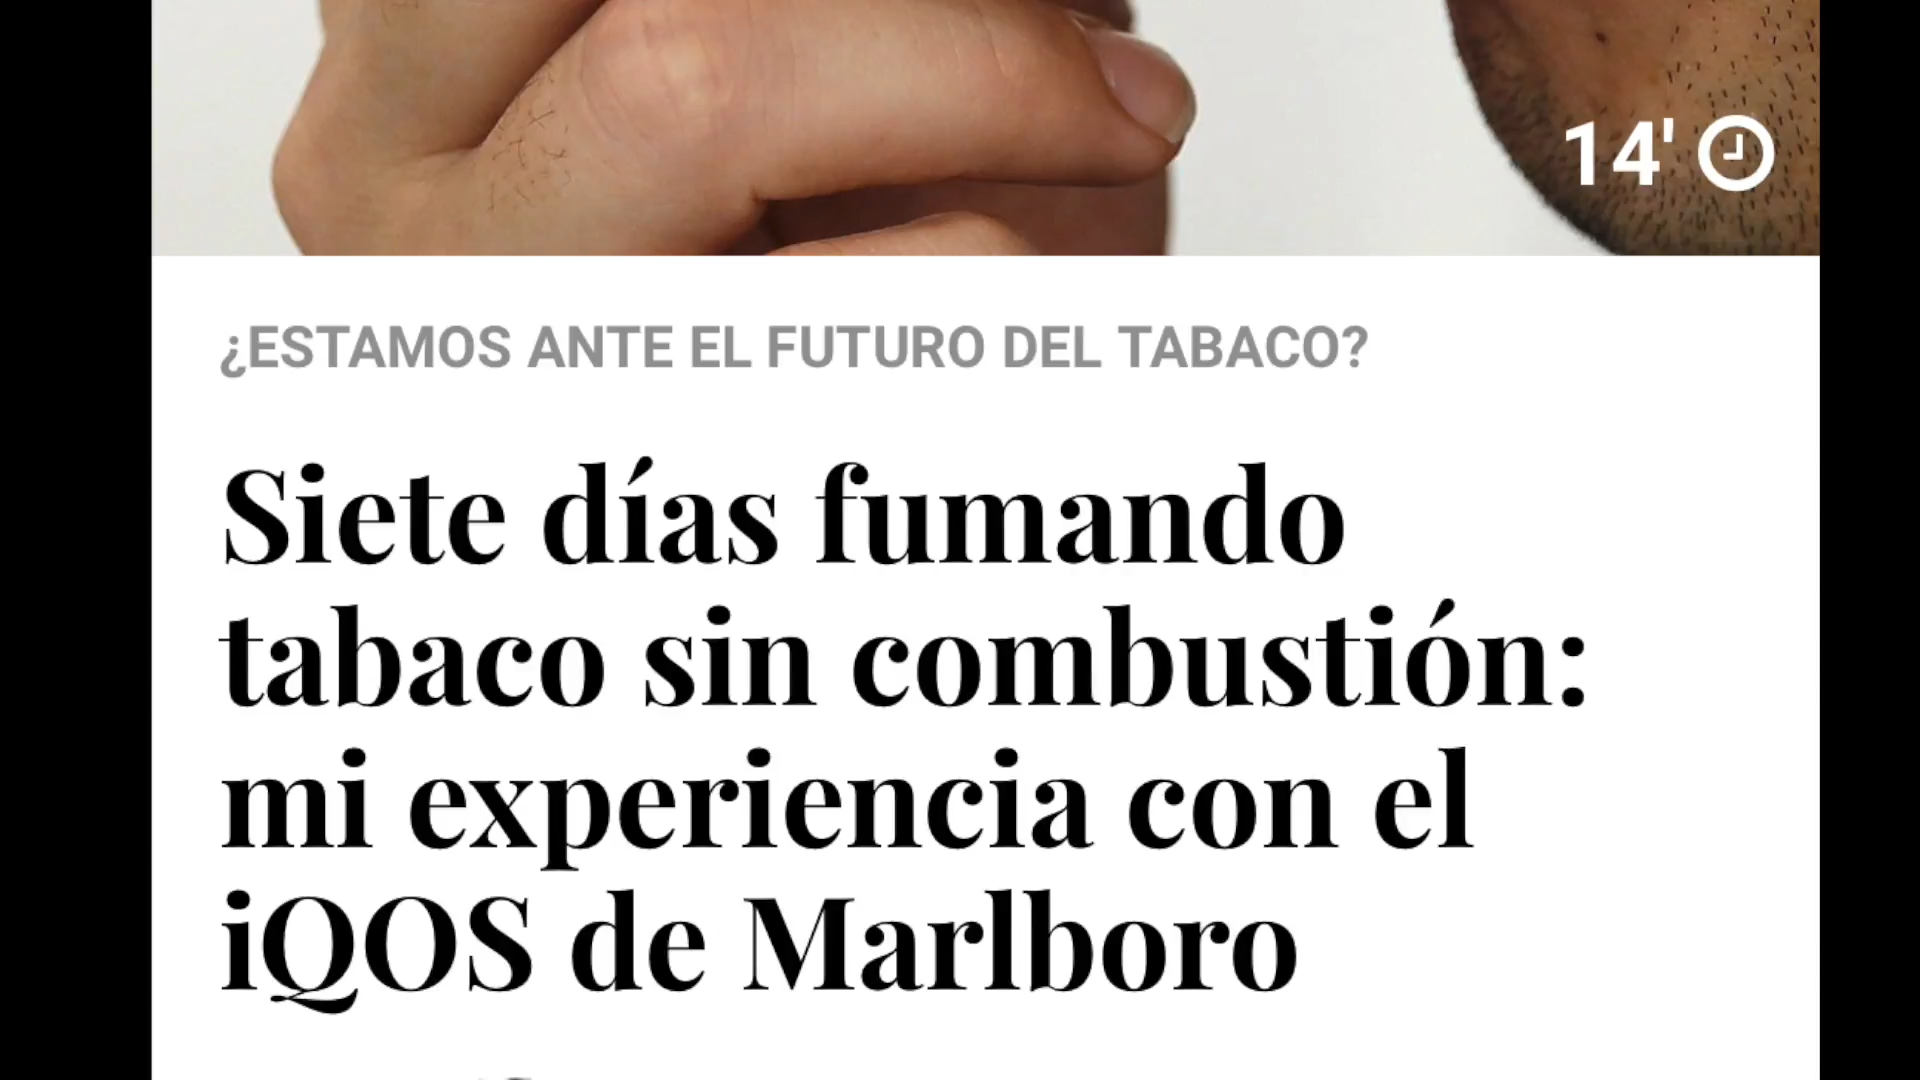 14'
¿ESTAMOS ANTE EL FUTURO DEL TABACO?
Siete días fumando
tabaco sin combustión:
mi experiencia con el
iQOS de Marlboro